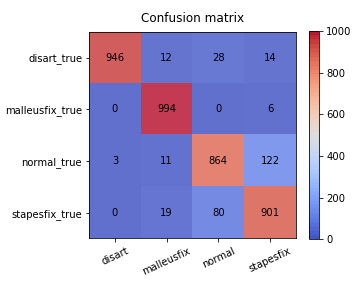 Confusion matrix
disart_true 946 12 28 14 1000
malleusfix_true 0 994 0 6 800
600
normal_true 3 11 864 122 400
stapesfix_true 0 19 80 901 200
0
disart malleusfix normal stapesfix